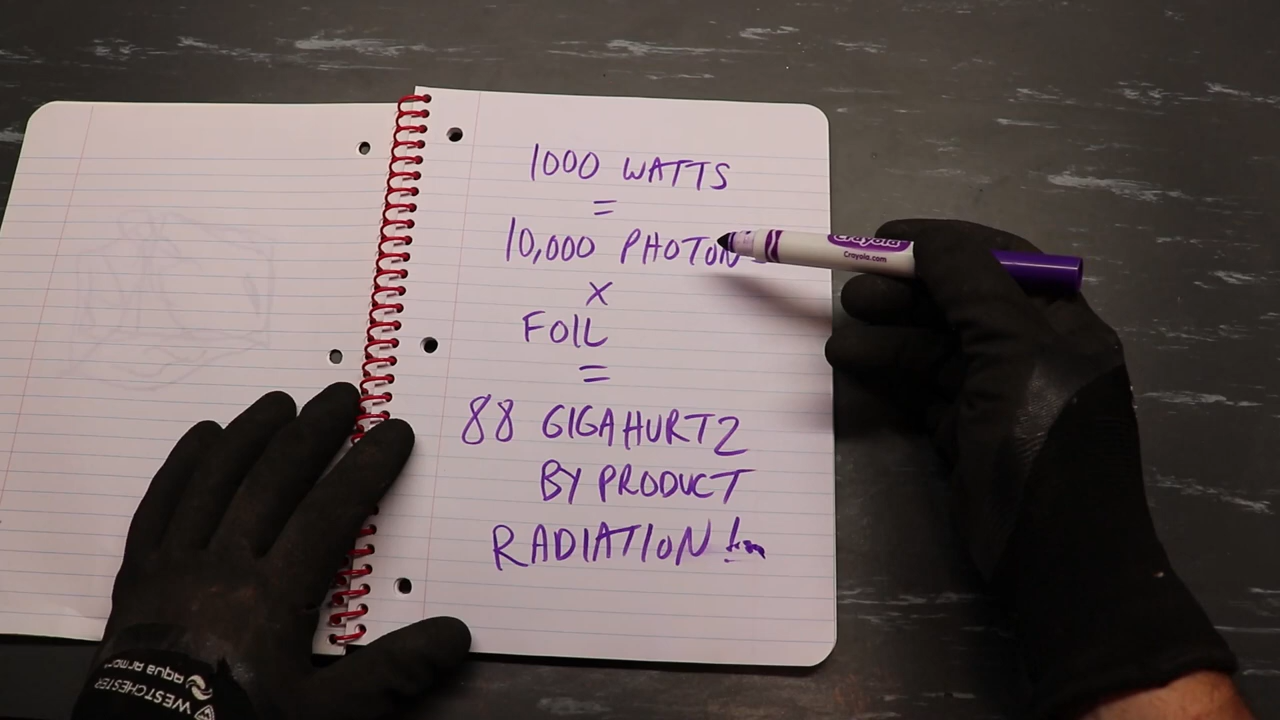 1000 WATTS
=
10,000 PHOTON
X
FOIL
=
88 GIGAHURTZ
BY PRODUCT
RADIATION
Crayola
Crayola.com
WESTCHESTER
AQUA ARMOR